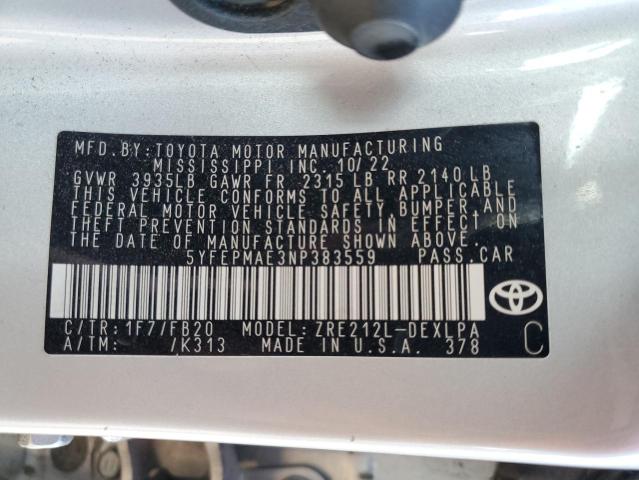 MFD. BY: TOYOTA MOTOR MANUFACTURING
MISSISSIPPI INC. 10/22
GVWR 3935LB GAWR FR 2315 LB RR 2140 LB
THIS VEHICLE CONFORMS TO ALL APPLICABLE
FEDERAL MOTOR VEHICLE SAFETY, BUMPER, AND
THEFT PREVENTION STANDARDS IN EFFECT ON
THE DATE OF MANUFACTURE SHOWN ABOVE.
5YFEPMAE3NP383559 PASS.CAR
C/TR: 1F7/FB20 MODEL: ZRE212L-DEXLPA
A/TM: /K313 MADE IN U.S.A. 378 C